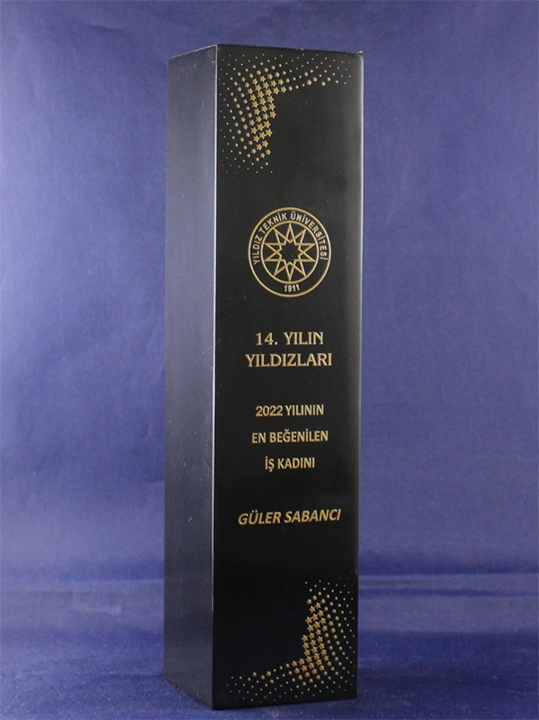 YILDIZ TEKNİK ÜNİVERSİTESİ
1911
14. YILIN
YILDIZLARI
2022 YILININ
EN BEĞENİLEN
İŞ KADINI
GÜLER SABANCI